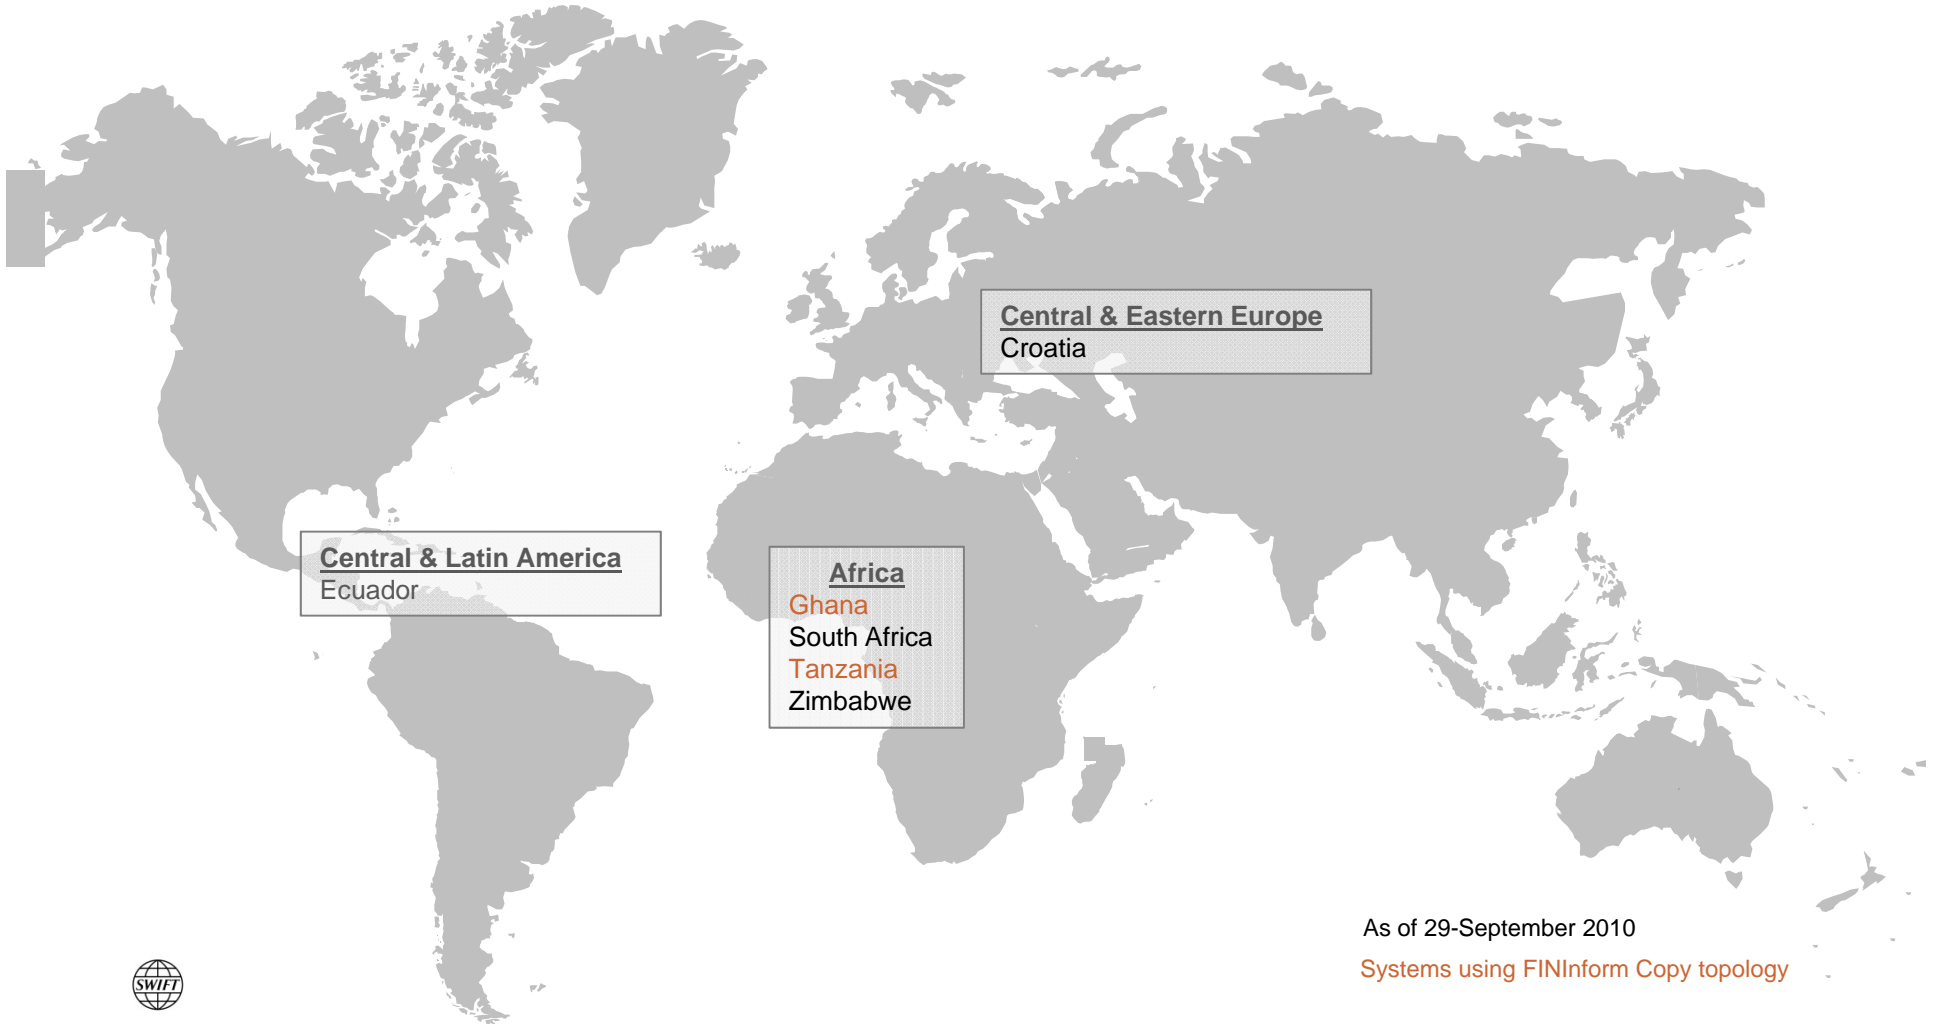 Central & Eastern Europe
Croatia
Central & Latin America
Ecuador
Africa
Ghana
South Africa
Tanzania
Zimbabwe
As of 29-September 2010
Systems using FINInform Copy topology
SWIFT